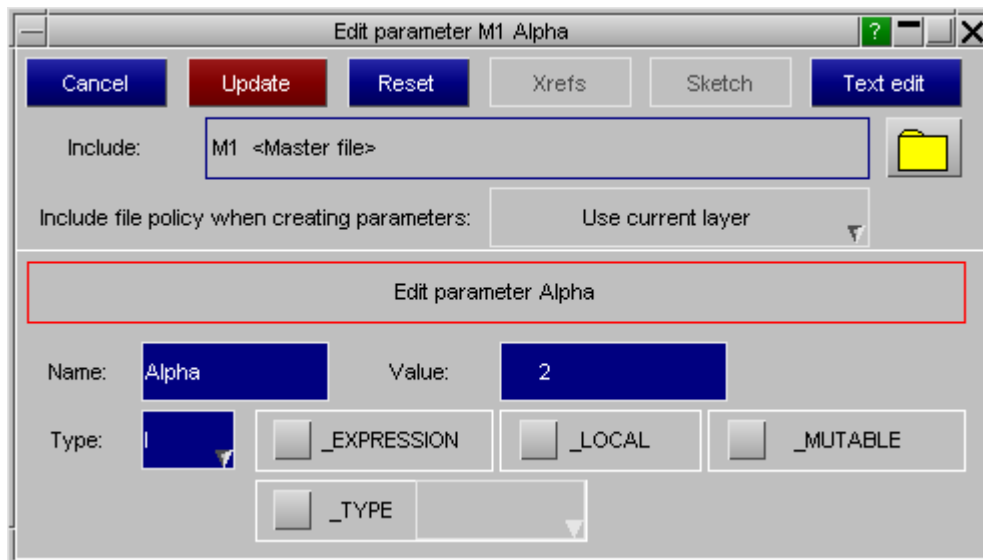 Edit parameter M1 Alpha ?
Cancel Update Reset Xrefs Sketch Text edit
Include: M1 <Master file>
Include file policy when creating parameters: Use current layer
Edit parameter Alpha
Name: Alpha Value: 2
Type: I _EXPRESSION _LOCAL _MUTABLE
_TYPE